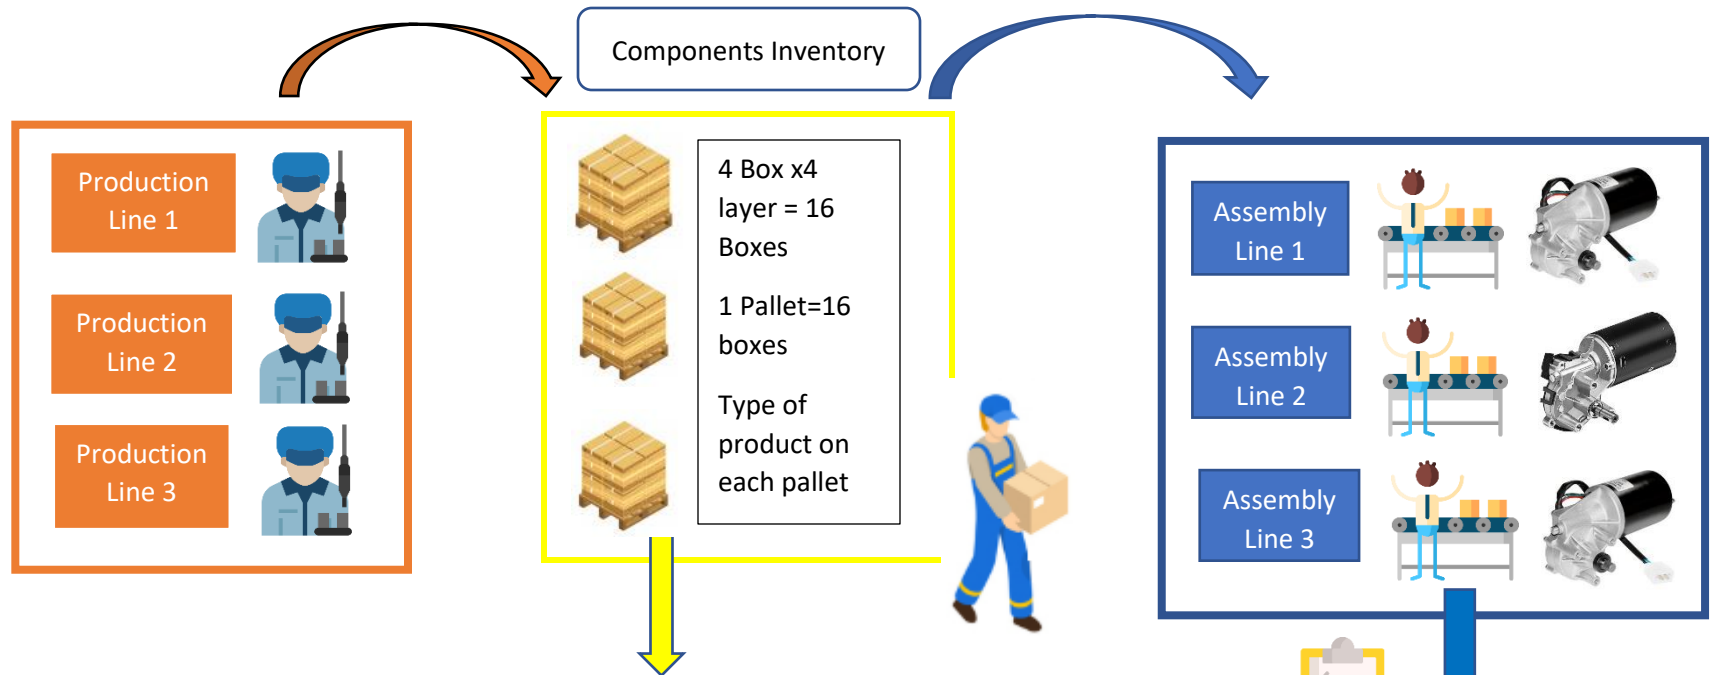 Components Inventory
Production
Line 1
Production
Line 2
Production
Line 3
4 Box x4
layer = 16
Boxes
1 Pallet=16
boxes
Type of
product on
each pallet
Assembly
Line 1
Assembly
Line 2
Assembly
Line 3